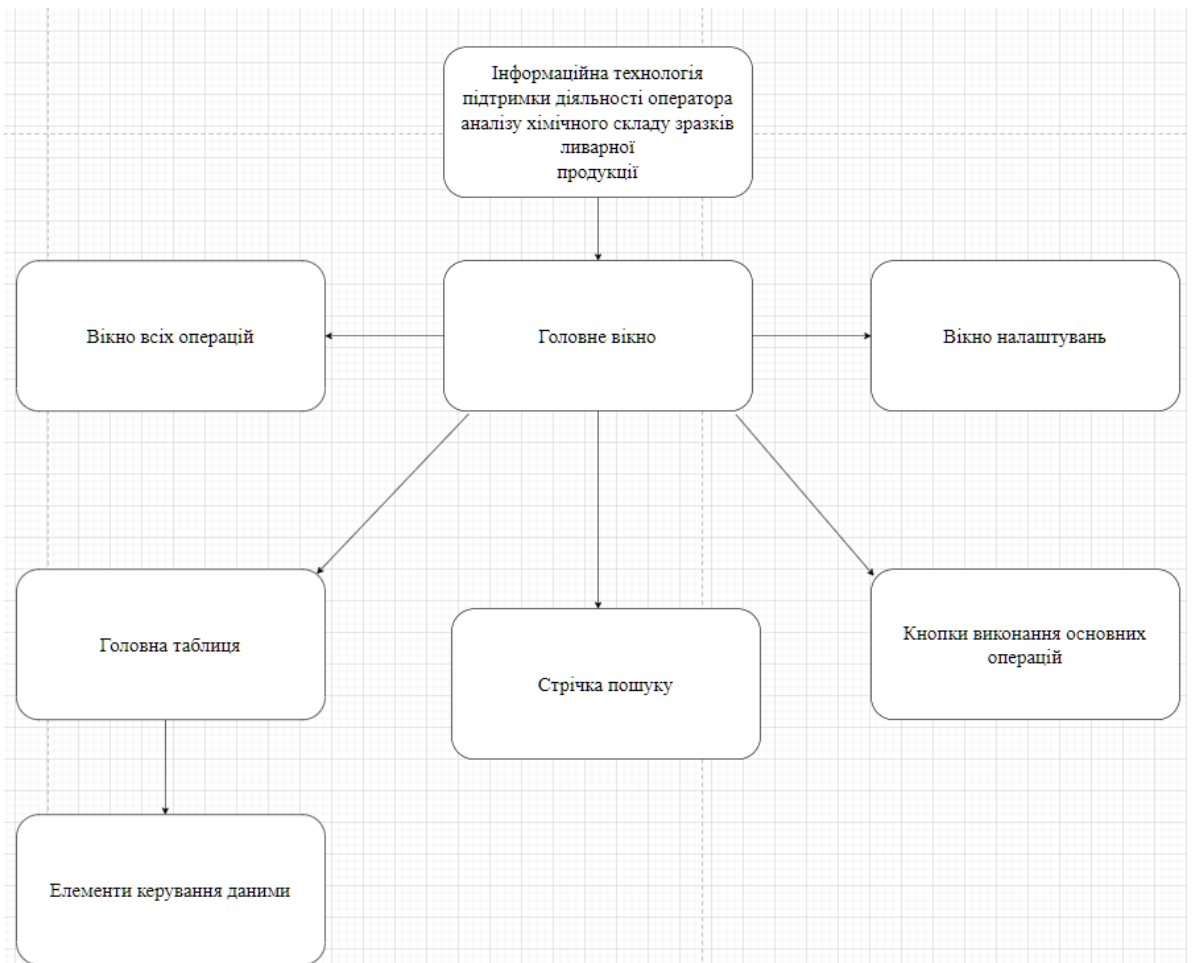 Інформаційна технологія
підтримки діяльності оператора
аналізу хімічного складу зразків
ливарної
продукції
Вікно всіх операцій
Головне вікно
Вікно налаштувань
Головна таблиця
Стрічка пошуку
Кнопки виконання основних
операцій
Елементи керування даними